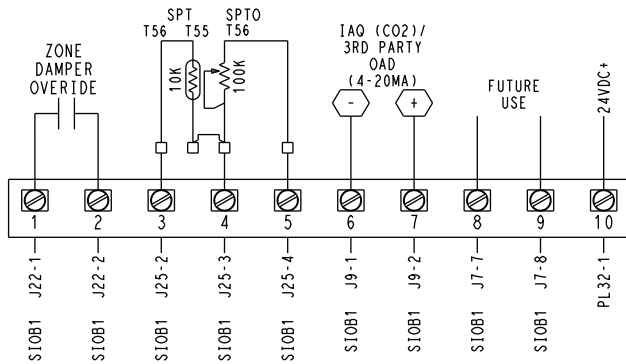 SPT
SPTO
T56
T55
T56
10K
100K
ZONE
DAMPER
OVERIDE
IAQ (CO2)/
3RD PARTY
OAD
(4-20MA)
-
+
FUTURE
USE
24VDC+
1
2
3
4
5
6
7
8
9
10
J22-1
J22-2
J25-2
J25-3
J25-4
J9-1
J9-2
J7-7
J7-8
PL32-1
SIOB1
SIOB1
SIOB1
SIOB1
SIOB1
SIOB1
SIOB1
SIOB1
SIOB1